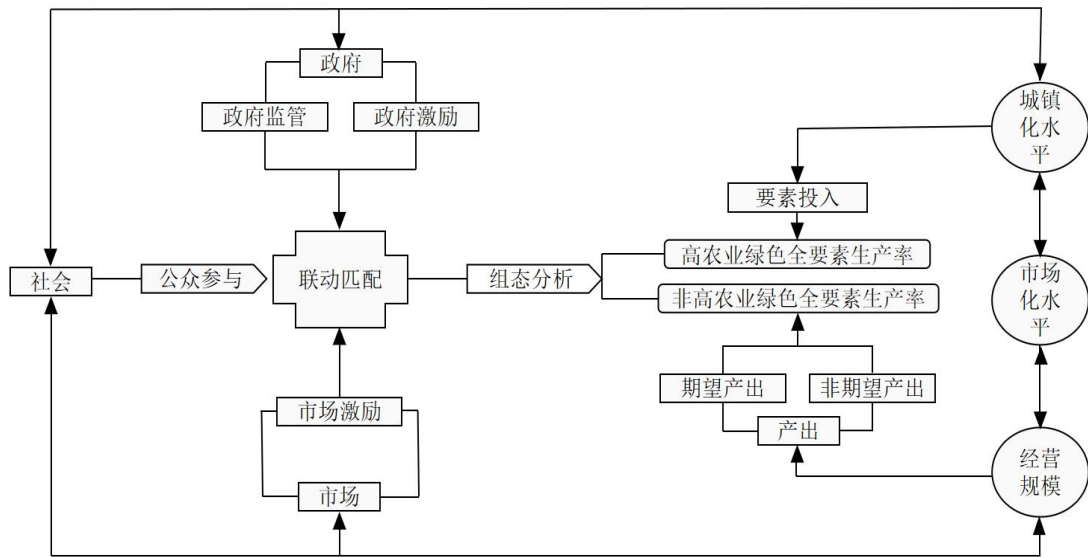 政府
政府监管
政府激励
城镇
化水
平
要素投入
高农业绿色全要素生产率
社会
公众参与
联动匹配
组态分析
非高农业绿色全要素生产率
市场
化水
平
期望产出
非期望产出
市场激励
产出
经营
规模
市场